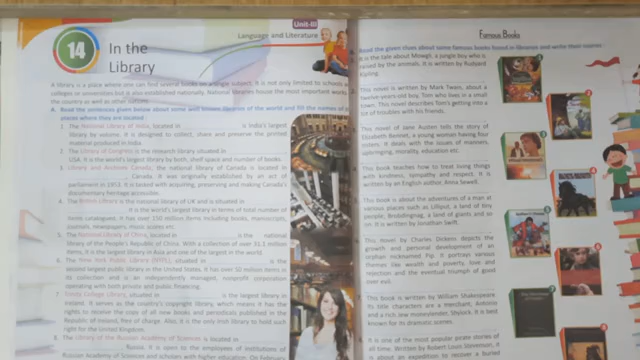 Unit-III
Language and Literature
14
In the
Library
A library is a place where one can find several books on a single subject. It is not only limited to schools
colleges or universities but is also established nationally. National libraries house the most important works
the country as well as other nations.
A. Read the sentences given below about some well known libraries of the world and fill the names of
places where they are located:
1. The National Library of India, located in is India's largest
library by volume. It is designed to collect, share and preserve the printed
material produced in India.
2. The Library of Congress is the research library situated in
USA. It is the world's largest library by both, shelf space and number of books.
3. Library and Archives Canada, the national library of Canada is located in
, Canada. It was originally established by an act of
parliament in 1953. It is tasked with acquiring, preserving and making Canada's
documentary heritage accessible.
4. The British Library is the national library of UK and is situated in
. It is the world's largest library in terms of total number of
items catalogued. It has over 150 million items including books, manuscripts,
journals, newspapers, music scores etc.
5. The National Library of China, located in is the national
library of the People's Republic of China. With a collection of over 31.1 million
items, it is the largest library in Asia and one of the largest in the world.
6. The New York Public Library (NYPL), situated in is the
second largest public library in the United States. It has over 50 million items in
its collection and is an independently managed, nonprofit corporation
operating with both private and public financing.
7. Trinity College Library, situated in is the largest library in
Ireland. It serves as the country's copyright library, which means it has the
rights to receive the copies of all new books and periodicals published in the
Republic of Ireland, free of charge. Also, it is the only Irish library to hold such
right for the United Kingdom.
8. The Library of the Russian Academy of Sciences is located in
Russia. It is open to the employees of institutions of
Russian Academy of Sciences and scholars with higher education. On February
Famous Books
Read the given clues about some famous books found in libraries and write their names:
It is the tale about Mowgli, a jungle boy who is
raised by the animals. It is written by Rudyard
Kipling.
This novel is written by Mark Twain, about a
twelve-years-old boy, Tom who lives in a small
town. This novel describes Tom's getting into a
lot of troubles with his friends.
This novel of Jane Austen tells the story of
Elizabeth Bennet, a young woman having four
sisters. It deals with the issues of manners,
upbringing, morality, education etc.
This book teaches how to treat living things
with kindness, sympathy and respect. It is
written by an English author Anna Sewell.
This book is about the adventures of a man at
various places such as Lilliput, a land of tiny
people, Brobdingnag, a land of giants and so
on. It is written by Jonathan Swift.
This novel by Charles Dickens depicts the
growth and personal development of an
orphan nicknamed Pip. It portrays various
themes like wealth and poverty, love and
rejection and the eventual triumph of good
over evil.
This book is written by William Shakespeare.
Its title characters are a merchant, Antonio
and a rich Jew moneylender, Shylock. It is best
known for its dramatic scenes.
It is one of the most popular pirate stories of
all time. Written by Robert Louis Stevenson, it
is about an expedition to recover a buried